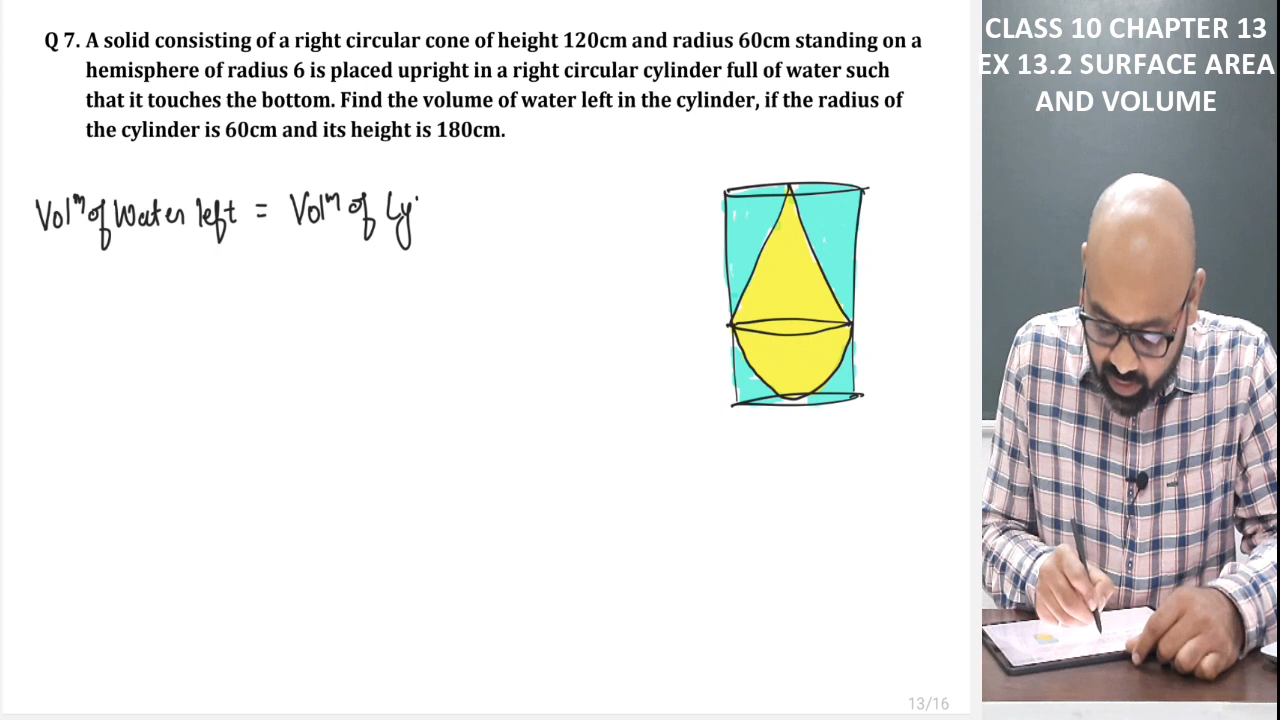 Q 7. A solid consisting of a right circular cone of height 120cm and radius 60cm standing on a
hemisphere of radius 6 is placed upright in a right circular cylinder full of water such
that it touches the bottom. Find the volume of water left in the cylinder, if the radius of
the cylinder is 60cm and its height is 180cm.
Volᵐ of Water left = Volᵐ of Cy
CLASS 10 CHAPTER 13
EX 13.2 SURFACE AREA
AND VOLUME
13/16